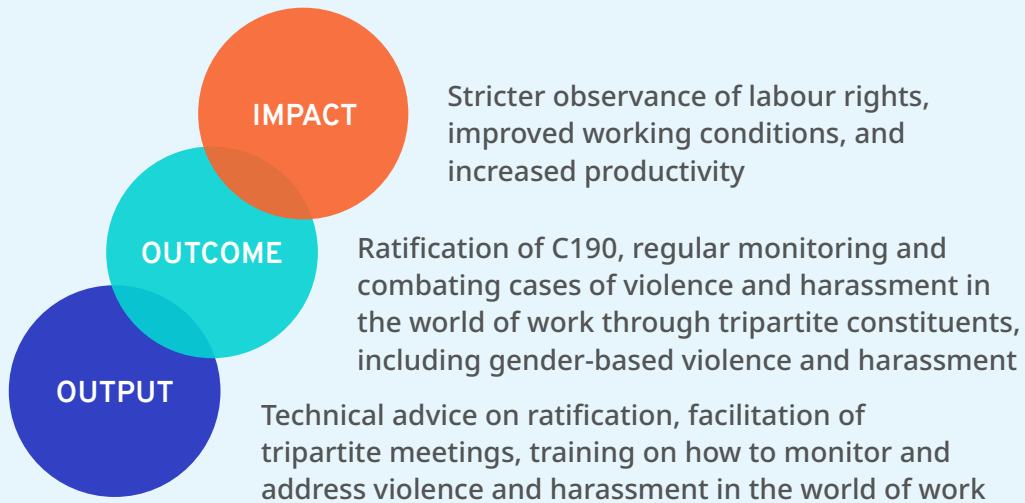 IMPACT
Stricter observance of labour rights,
improved working conditions, and
increased productivity
OUTCOME
Ratification of C190, regular monitoring and
combating cases of violence and harassment in
the world of work through tripartite constituents,
including gender-based violence and harassment
OUTPUT
Technical advice on ratification, facilitation of
tripartite meetings, training on how to monitor and
address violence and harassment in the world of work